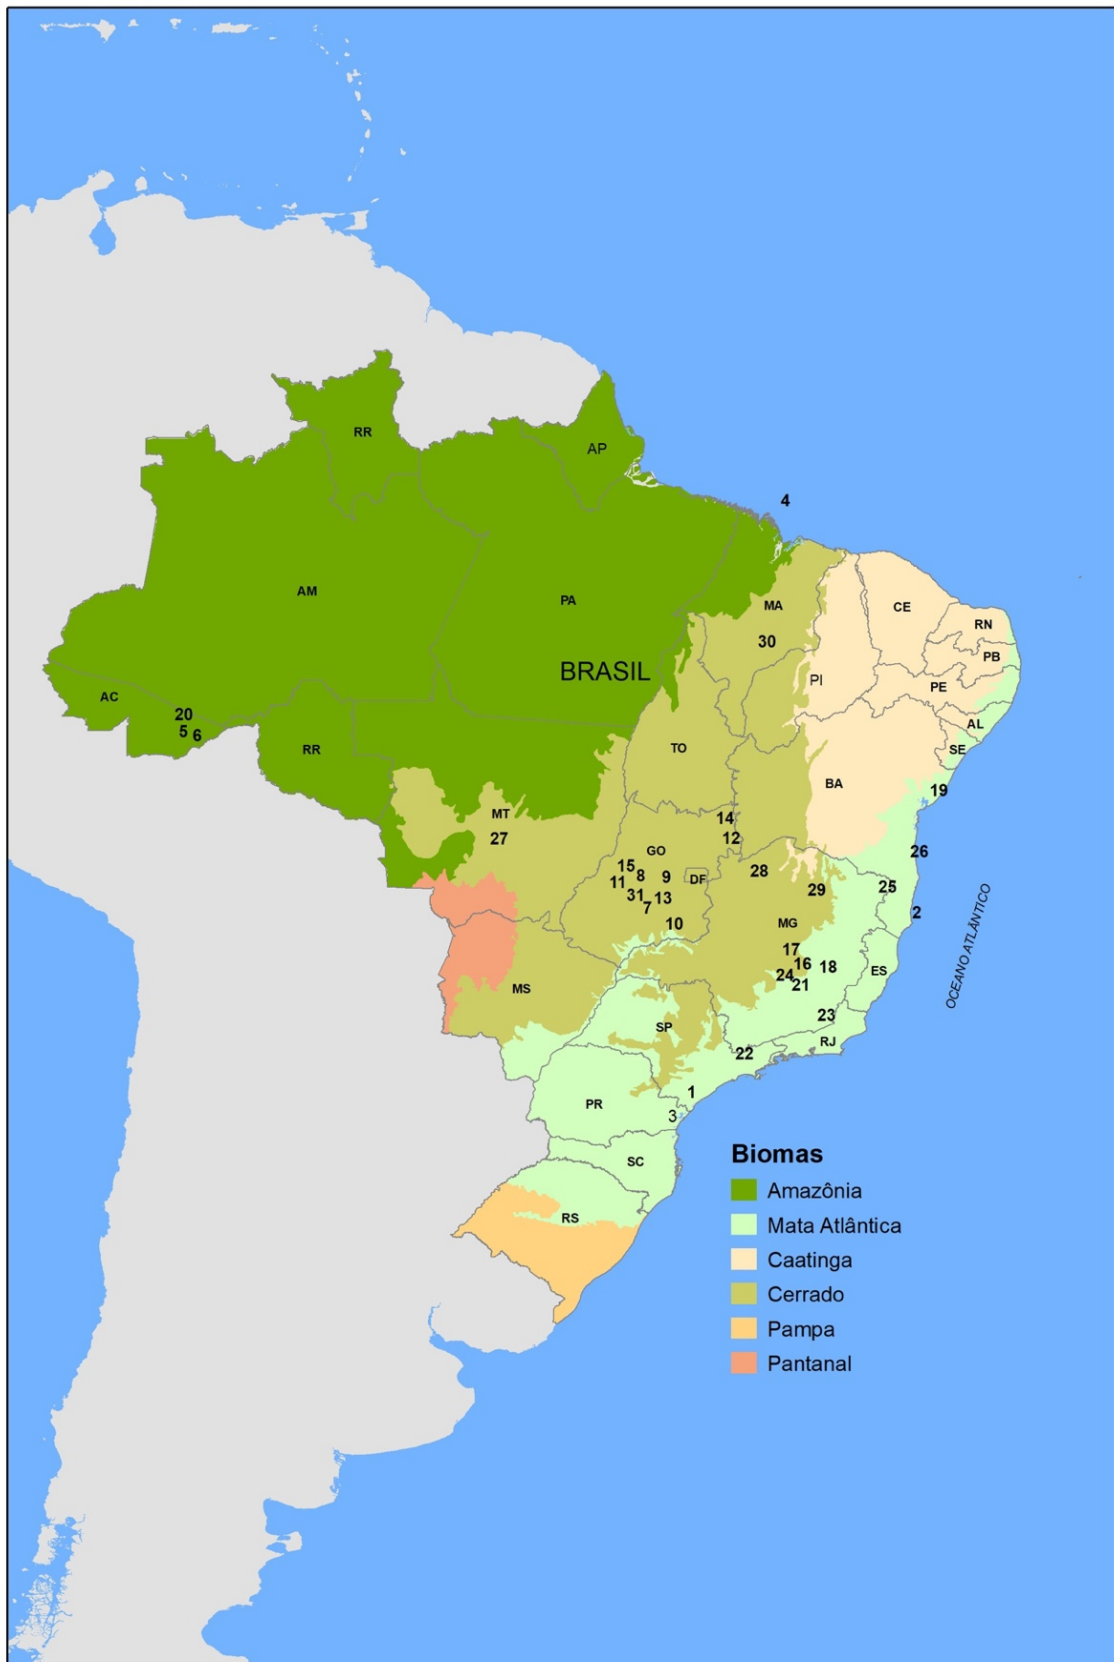 RR
AP
4
AM
PA
MA
CE
RN
30
PB
BRASIL
PI
PE
AC
20
AL
5
6
RR
TO
SE
BA
19
MT
14
27
12
GO
26
15
8
9
DF
28
11
29
25
31
13
7
2
10
MG
17
16
18
ES
24
21
MS
OCEANO ATLÂNTICO
23
SP
RJ
22
1
PR
3
SC
RS
Biomas
Amazônia
Mata Atlântica
Caatinga
Cerrado
Pampa
Pantanal